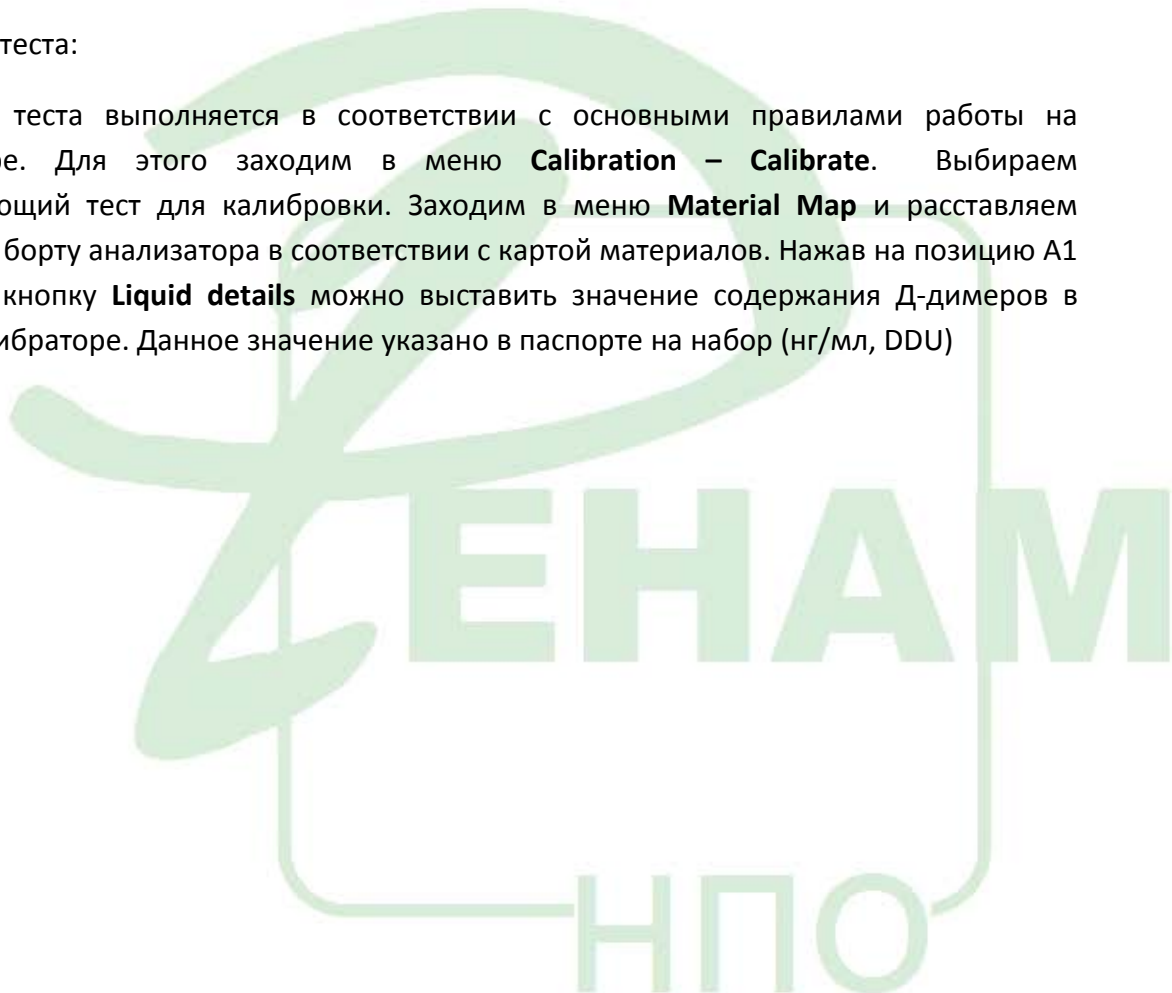 теста:
теста выполняется в соответствии с основными правилами работы на
ре. Для этого заходим в меню Calibration – Calibrate. Выбираем
ющий тест для калибровки. Заходим в меню Material Map и расставляем
борту анализатора в соответствии с картой материалов. Нажав на позицию А1
кнопку Liquid details можно выставить значение содержания Д-димеров в
ибраторе. Данное значение указано в паспорте на набор (нг/мл, DDU)
РЕНАМ
НПО